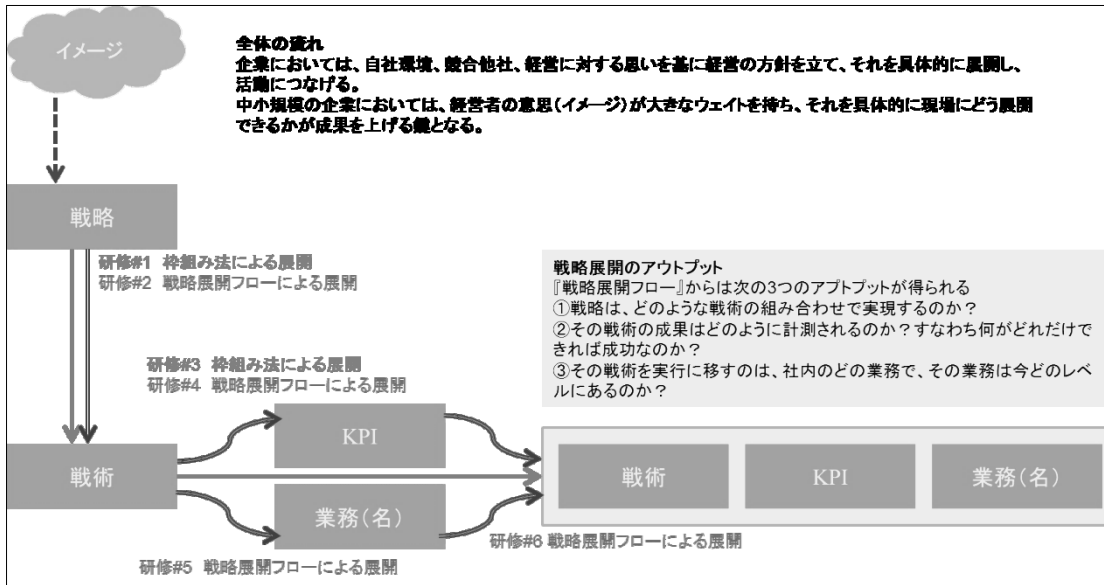 イメージ
全体の流れ
企業においては、自社環境、競合他社、経営に対する思いを基に経営の方針を立て、それを具体的に展開し、
活動につなげる。
中小規模の企業においては、経営者の意思(イメージ)が大きなウェイトを持ち、それを具体的に現場にどう展開
できるかが成果を上げる鍵となる。
戦略
研修#1 枠組み法による展開
研修#2 戦略展開フローによる展開
戦略展開のアウトプット
『戦略展開フロー』からは次の3つのアプトプットが得られる
①戦略は、どのような戦術の組み合わせで実現するのか?
②その戦術の成果はどのように計測されるのか?すなわち何がどれだけで
きれば成功なのか?
③その戦術を実行に移すのは、社内のどの業務で、その業務は今どのレベ
ルにあるのか?
研修#3 枠組み法による展開
研修#4 戦略展開フローによる展開
KPI
戦術
業務(名)
戦術
KPI
業務(名)
研修#6 戦略展開フローによる展開
研修#5 戦略展開フローによる展開